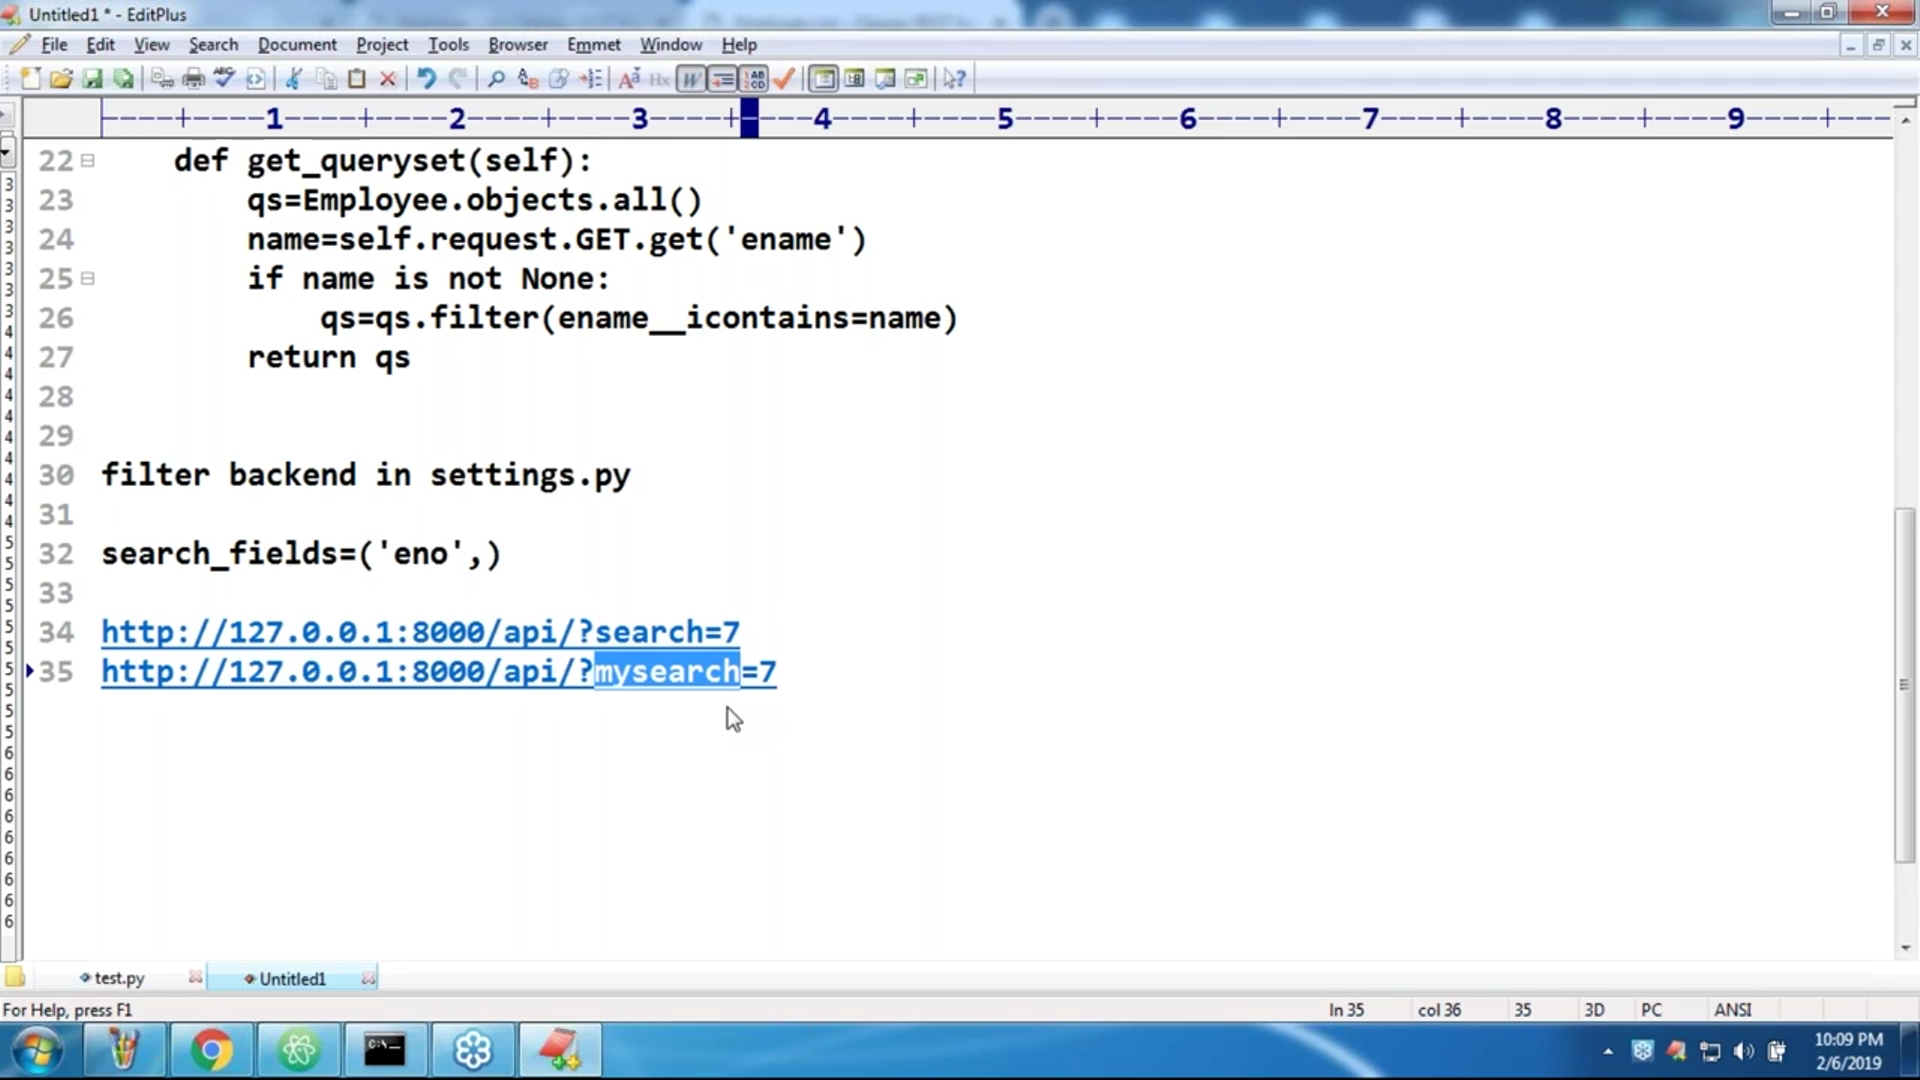 Untitled1 * - EditPlus
File Edit View Search Document Project Tools Browser Emmet Window Help
----+----1----+----2----+----3----+----4----+----5----+----6----+----7----+----8----+----9----+----
22 def get_queryset(self):
23 qs=Employee.objects.all()
24 name=self.request.GET.get('ename')
25 if name is not None:
26 qs=qs.filter(ename__icontains=name)
27 return qs
28
29
30 filter backend in settings.py
31
32 search_fields=('eno',)
33
34 http://127.0.0.1:8000/api/?search=7
35 http://127.0.0.1:8000/api/?mysearch=7
test.py Untitled1
For Help, press F1 ln 35 col 36 35 3D PC ANSI
10:09 PM
2/6/2019